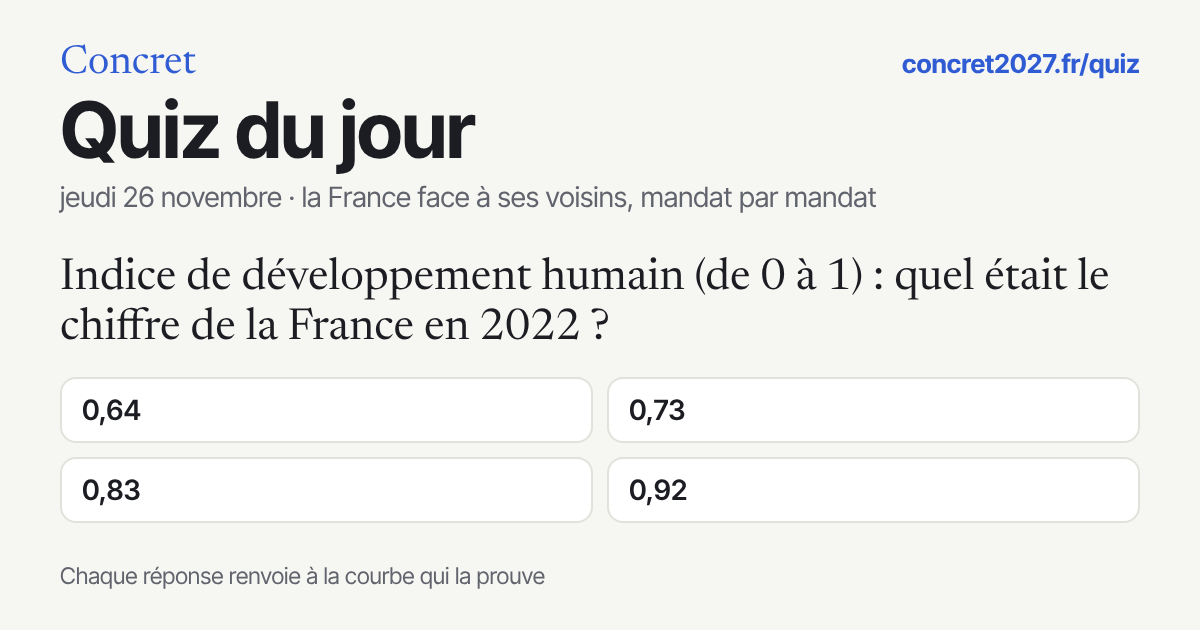 Concret
concret2027.fr/quiz
Quiz du jour
jeudi 26 novembre · la France face à ses voisins, mandat par mandat
Indice de développement humain (de 0 à 1) : quel était le
chiffre de la France en 2022 ?
0,64
0,73
0,83
0,92
Chaque réponse renvoie à la courbe qui la prouve